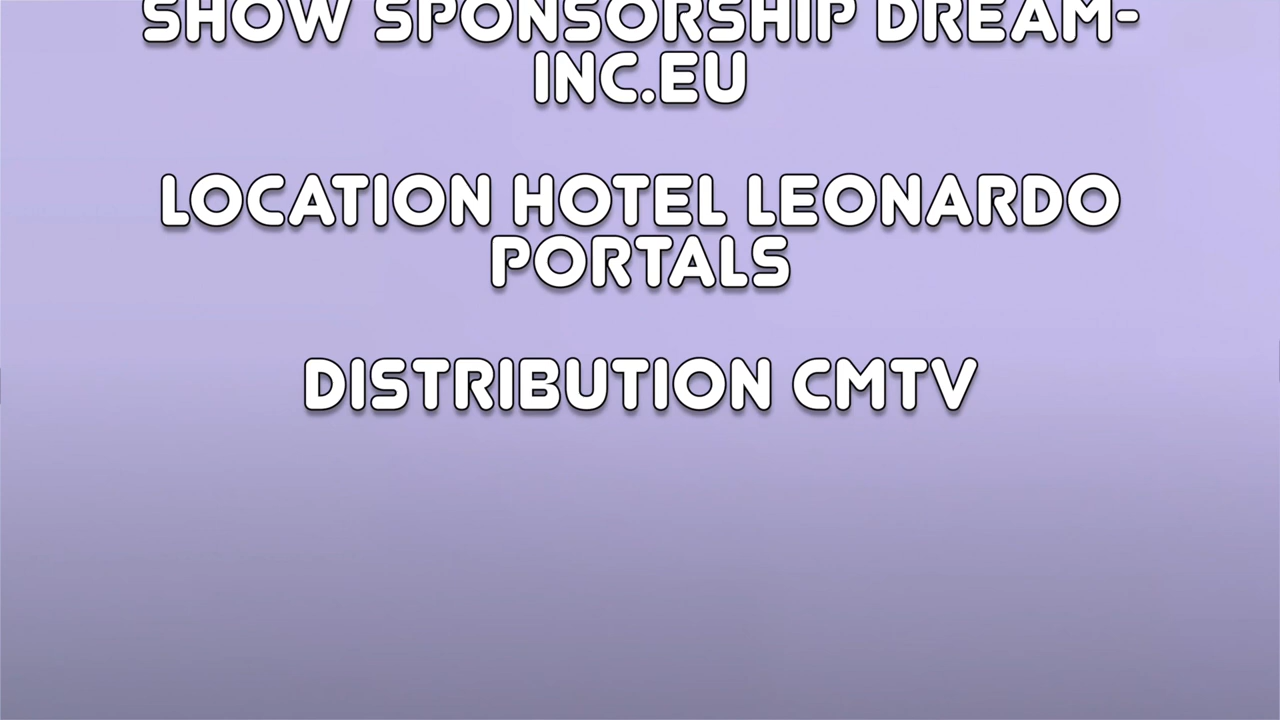 SHOW SPONSORSHIP DREAM-
INC.EU
LOCATION HOTEL LEONARDO
PORTALS
DISTRIBUTION CMTV